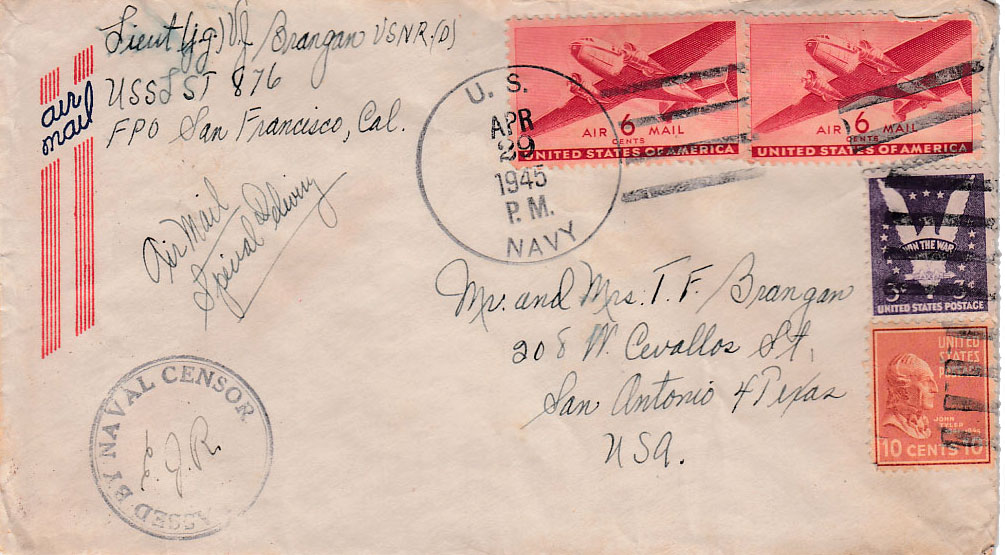 Lieut (jg) V.J. Brangan USNR (D)
USS LST 876
FPO San Francisco, Cal.
air
mail
Air Mail
Special Delivery
U. S.
APR
29
1945
P. M.
NAVY
AIR 6 MAIL
CENTS
UNITED STATES OF AMERICA
AIR 6 MAIL
CENTS
UNITED STATES OF AMERICA
WIN THE WAR
3¢ 3¢
UNITED STATES POSTAGE
UNITED
STATES
JOHN
TYLER
10 CENTS 10
Mr. and Mrs. T. F. Brangan
208 W. Cevallos St.
San Antonio 4 Texas
USA.
PASSED BY NAVAL CENSOR
J.R.